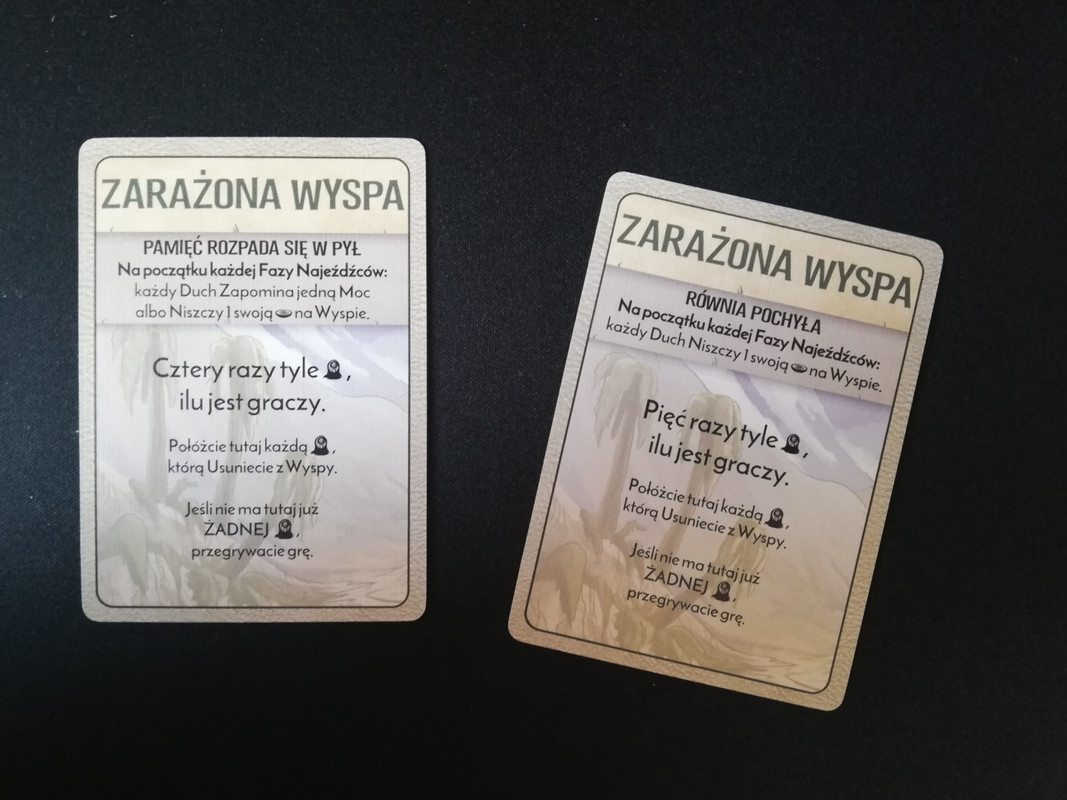 ZARAŻONA WYSPA
PAMIĘĆ ROZPADA SIĘ W PYŁ
Na początku każdej Fazy Najeźdźców:
każdy Duch Zapomina jedną Moc
albo Niszczy 1 swoją na Wyspie.
Cztery razy tyle ,
ilu jest graczy.
Połóżcie tutaj każdą ,
którą Usuniecie z Wyspy.
Jeśli nie ma tutaj już
ŻADNEJ ,
przegrywacie grę.
ZARAŻONA WYSPA
RÓWNIA POCHYŁA
Na początku każdej Fazy Najeźdźców:
każdy Duch Niszczy 1 swoją na Wyspie.
Pięć razy tyle ,
ilu jest graczy.
Połóżcie tutaj każdą ,
którą Usuniecie z Wyspy.
Jeśli nie ma tutaj już
ŻADNEJ ,
przegrywacie grę.